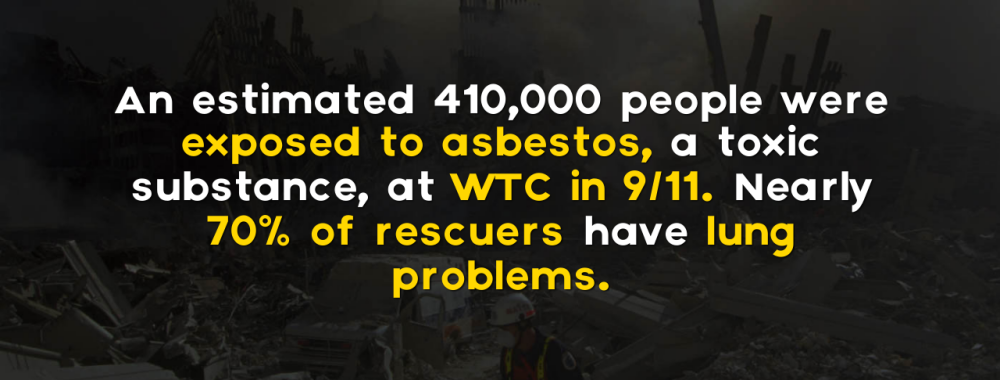 An estimated 410,000 people were
exposed to asbestos, a toxic
substance, at WTC in 9/11. Nearly
70% of rescuers have lung
problems.